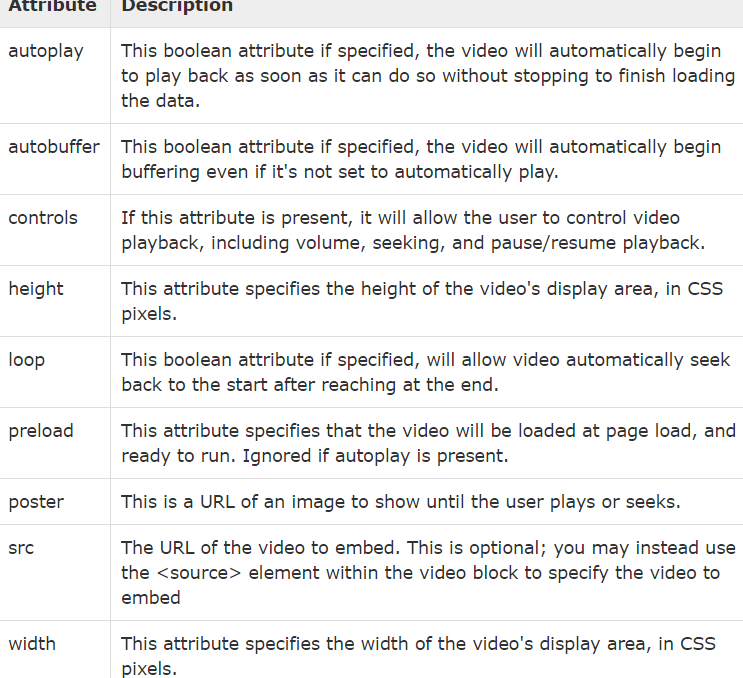 Attribute Description
autoplay This boolean attribute if specified, the video will automatically begin
to play back as soon as it can do so without stopping to finish loading
the data.
autobuffer This boolean attribute if specified, the video will automatically begin
buffering even if it's not set to automatically play.
controls If this attribute is present, it will allow the user to control video
playback, including volume, seeking, and pause/resume playback.
height This attribute specifies the height of the video's display area, in CSS
pixels.
loop This boolean attribute if specified, will allow video automatically seek
back to the start after reaching at the end.
preload This attribute specifies that the video will be loaded at page load, and
ready to run. Ignored if autoplay is present.
poster This is a URL of an image to show until the user plays or seeks.
src The URL of the video to embed. This is optional; you may instead use
the <source> element within the video block to specify the video to
embed
width This attribute specifies the width of the video's display area, in CSS
pixels.